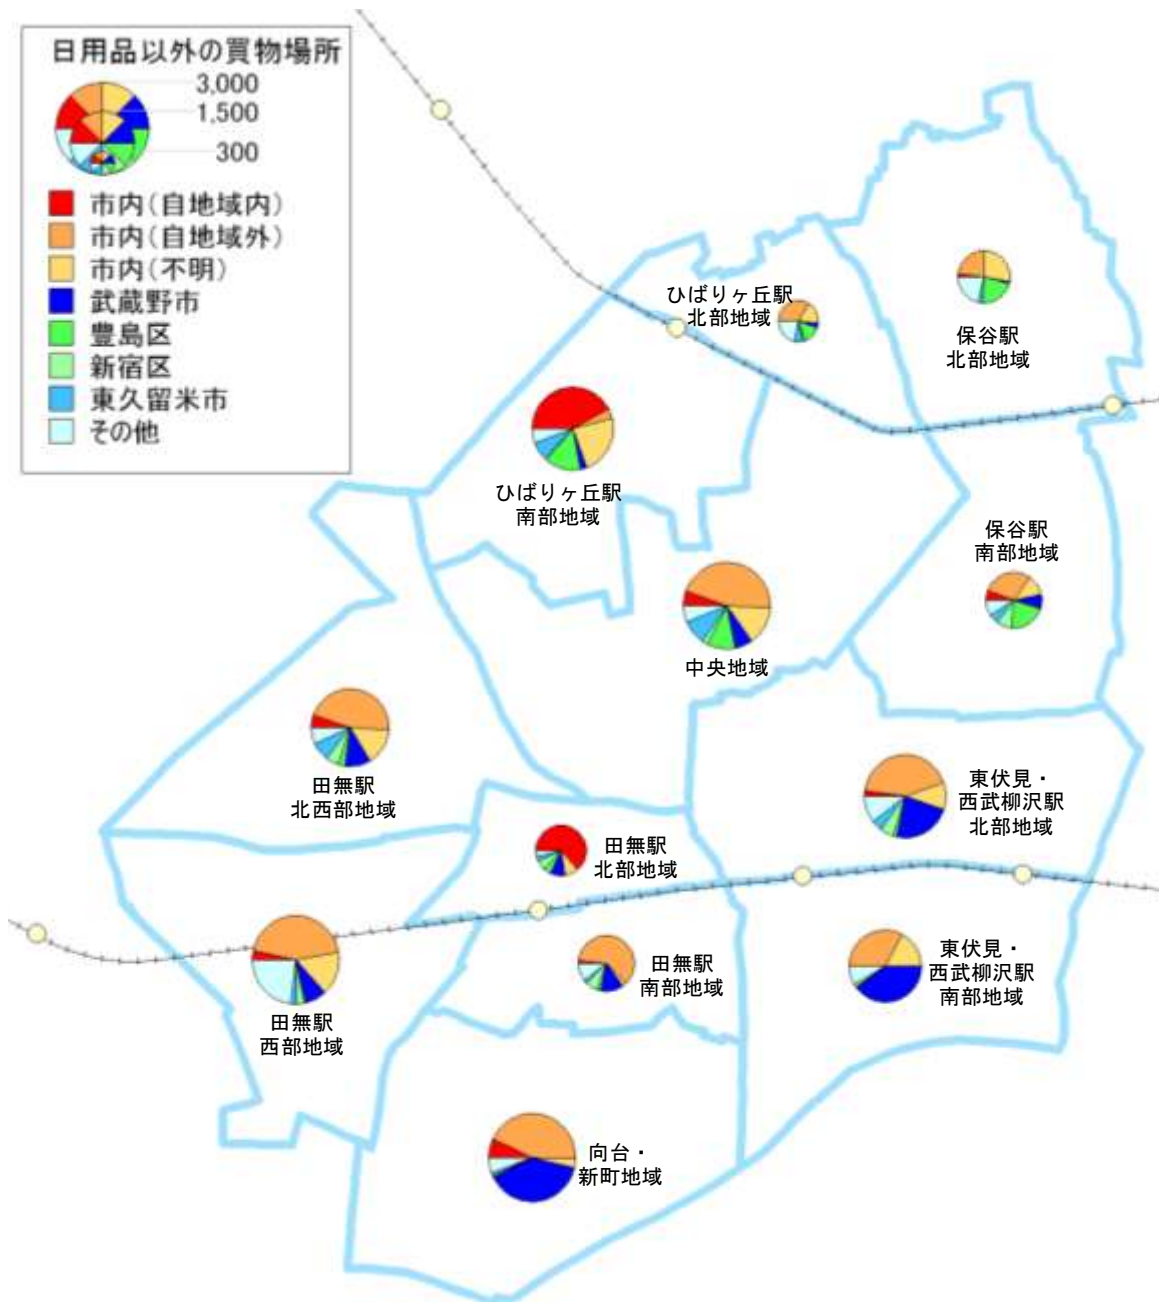 日用品以外の買物場所
3,000
1,500
300
市内(自地域内)
市内(自地域外)
市内(不明)
武蔵野市
豊島区
新宿区
東久留米市
その他
ひばりヶ丘駅
北部地域
保谷駅
北部地域
ひばりヶ丘駅
南部地域
保谷駅
南部地域
中央地域
田無駅
北西部地域
東伏見・
西武柳沢駅
北部地域
田無駅
北部地域
田無駅
西部地域
田無駅
南部地域
東伏見・
西武柳沢駅
南部地域
向台・
新町地域